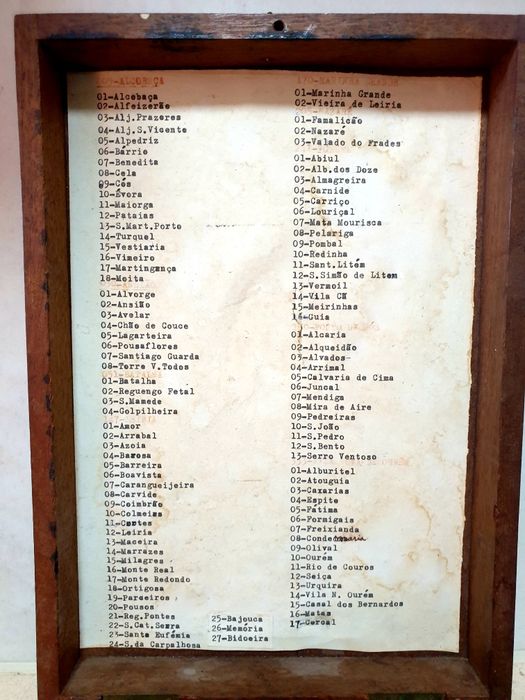 ALCOBAÇA
01-Alcobaça
02-Alfeizerão
03-Alj.Prazeres
04-Alj.S.Vicente
05-Alpedriz
06-Bárrio
07-Benedita
08-Cela
09-Cós
10-Évora
11-Maiorga
12-Pataias
13-S.Mart.Porto
14-Turquel
15-Vestiaria
16-Vimeiro
17-Martingança
18-Moita
01-Alvorge
02-Ansião
03-Avelar
04-Chão de Couce
05-Lagarteira
06-Pousaflores
07-Santiago Guarda
08-Torre V.Todos
01-Batalha
02-Reguengo Fetal
03-S.Mamede
04-Golpilheira
01-Amor
02-Arrabal
03-Azoia
04-Barosa
05-Barreira
06-Boavista
07-Carangueijeira
08-Carvide
09-Coimbrão
10-Colmeias
11-Cortes
12-Leiria
13-Maceira
14-Marrazes
15-Milagres
16-Monte Real
17-Monte Redondo
18-Ortigosa
19-Parceiros
20-Pousos
21-Reg.Pontes
22-S.Cat.Serra
23-Santa Eufémia
24-S.da Carpalhosa
25-Bajouca
26-Memória
27-Bidoeira
01-Marinha Grande
02-Vieira de Leiria
01-Famalicão
02-Nazaré
03-Valado do Frades
01-Abiul
02-Alb.dos Doze
03-Almagreira
04-Carnide
05-Carriço
06-Louriçal
07-Mata Mourisca
08-Pelariga
09-Pombal
10-Redinha
11-Sant.Litém
12-S.Simão de Litem
13-Vermoil
14-Vila Cã
15-Meirinhas
16-Guia
01-Alcaria
02-Alqueidão
03-Alvados
04-Arrimal
05-Calvaria de Cima
06-Juncal
07-Mendiga
08-Mira de Aire
09-Pedreiras
10-S.João
11-S.Pedro
12-S.Bento
13-Serro Ventoso
01-Alburitel
02-Atouguia
03-Caxarias
04-Espite
05-Fátima
06-Formigais
07-Freixianda
08-Condemaria
09-Olival
10-Ourém
11-Rio de Couros
12-Seiça
13-Urquira
14-Vila N. Ourém
15-Casal dos Bernardos
16-Matas
17-Cercal